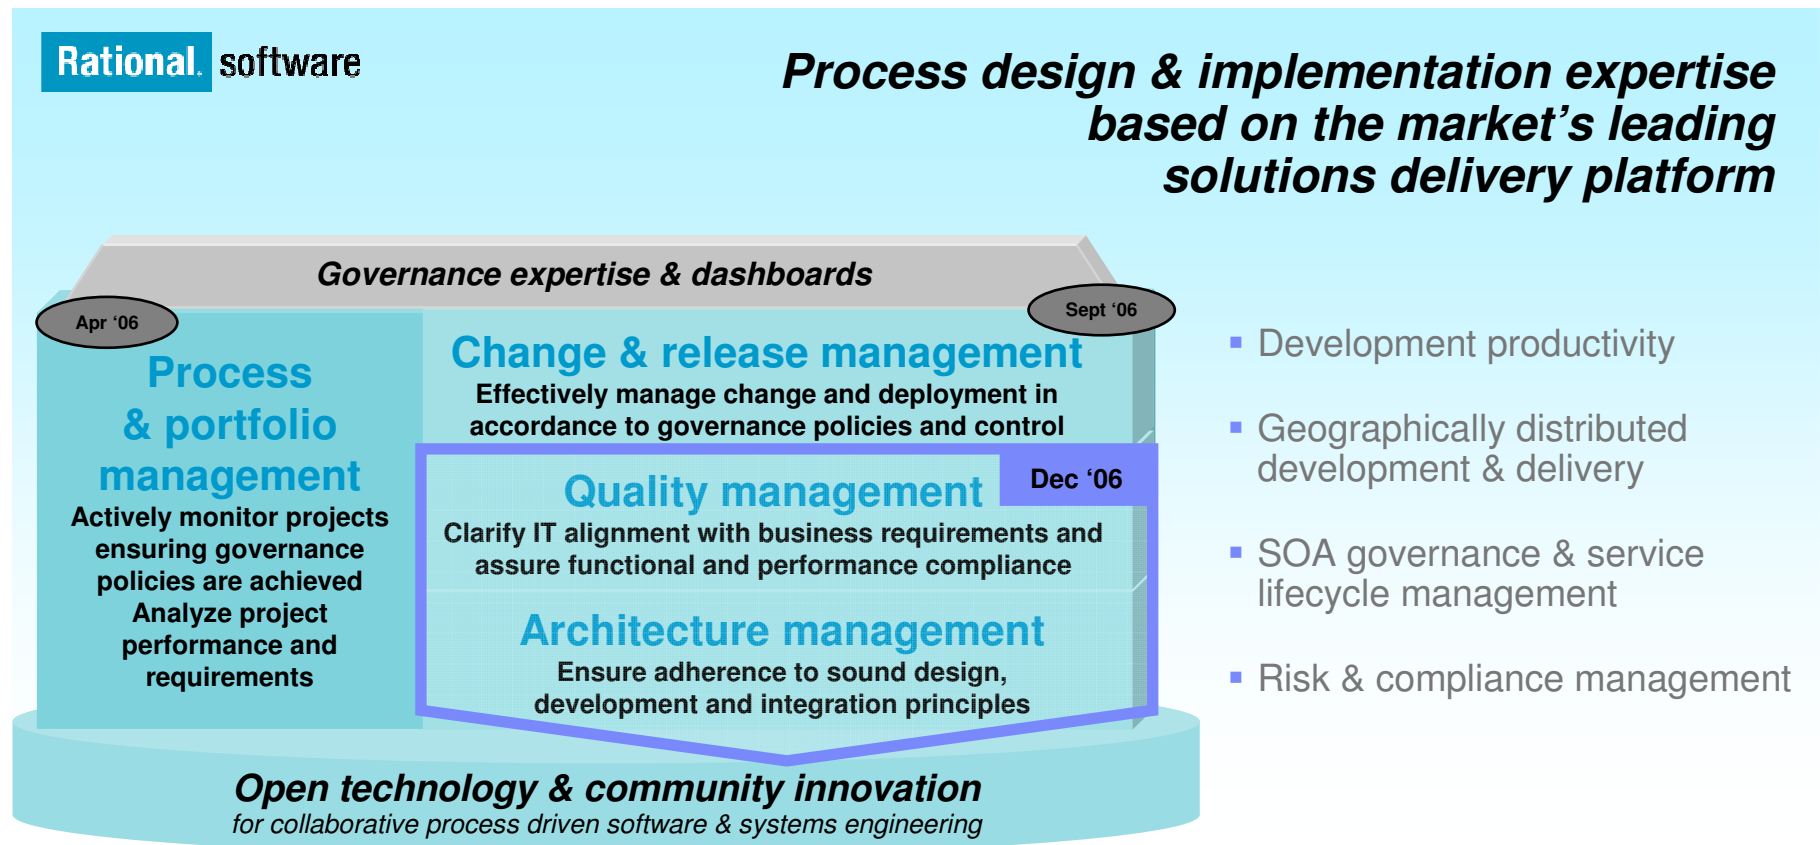 Rational. software
Process design & implementation expertise
based on the market’s leading
solutions delivery platform
Governance expertise & dashboards
Apr ‘06
Sept ‘06
Process
& portfolio
management
Actively monitor projects
ensuring governance
policies are achieved
Analyze project
performance and
requirements
Change & release management
Effectively manage change and deployment in
accordance to governance policies and control
Dec ‘06
Quality management
Clarify IT alignment with business requirements and
assure functional and performance compliance
Architecture management
Ensure adherence to sound design,
development and integration principles
Open technology & community innovation
for collaborative process driven software & systems engineering
▪ Development productivity
▪ Geographically distributed
development & delivery
▪ SOA governance & service
lifecycle management
▪ Risk & compliance management